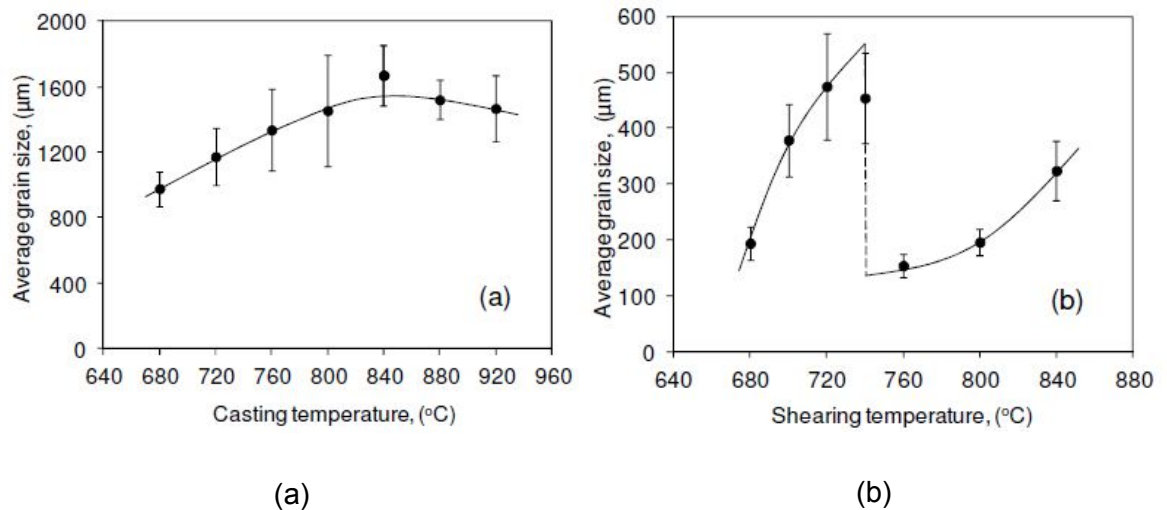 2000
1600
1200
800
400
0
Average grain size, (µm)
(a)
640 680 720 760 800 840 880 920 960
Casting temperature, (°C)
600
500
400
300
200
100
0
Average grain size, (µm)
(b)
640 680 720 760 800 840 880
Shearing temperature, (°C)
(a)
(b)